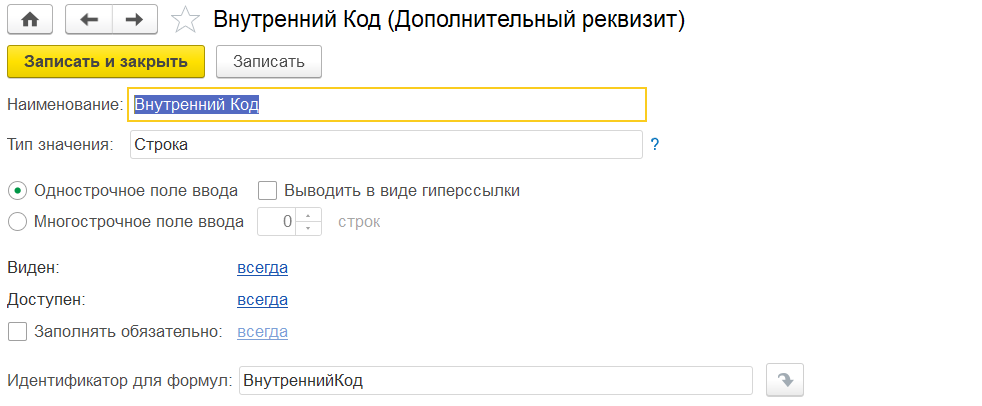 Внутренний Код (Дополнительный реквизит)
Записать и закрыть Записать
Наименование: Внутренний Код
Тип значения: Строка ?
Однострочное поле ввода Выводить в виде гиперссылки
Многострочное поле ввода 0 строк
Виден: всегда
Доступен: всегда
Заполнять обязательно: всегда
Идентификатор для формул: ВнутреннийКод